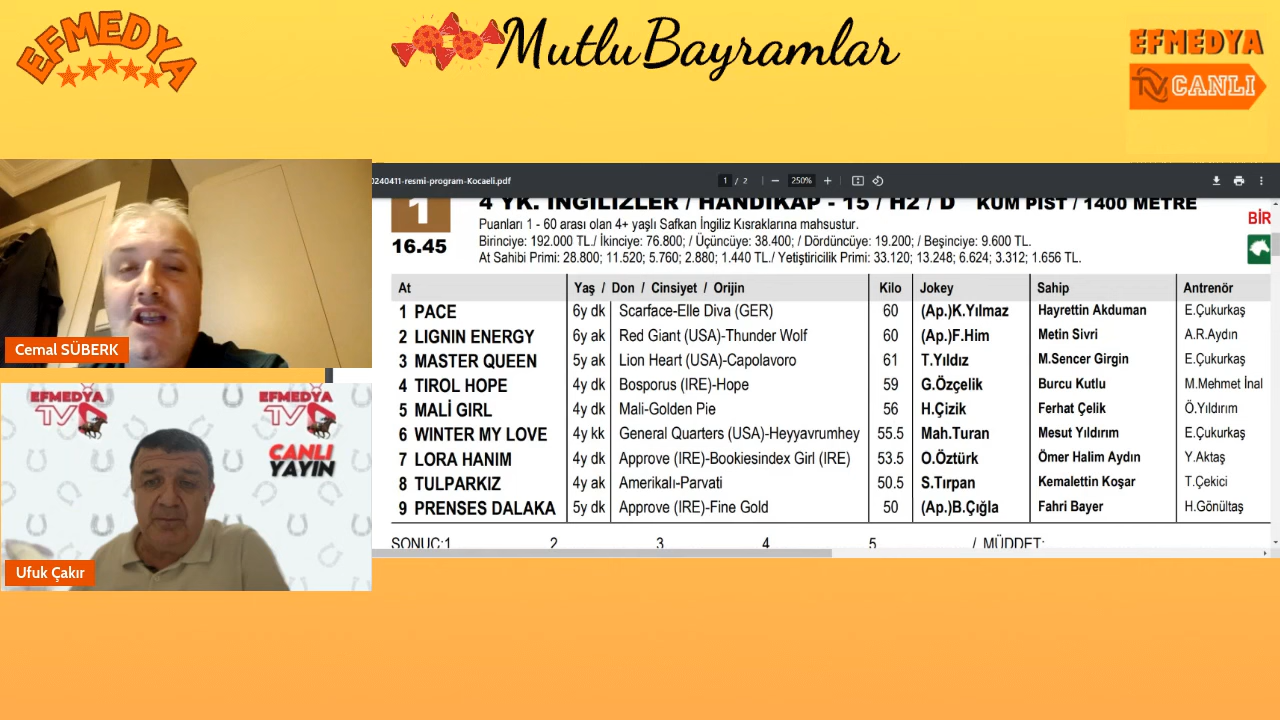 EFMEDYA
Mutlu Bayramlar
EFMEDYA
TV CANLI
20240411-resmi-program-Kocaeli.pdf
1 / 2
250%
1
4 YK. İNGİLİZLER / HANDİKAP - 15 / H2 / D KUM PİST / 1400 METRE
16.45
Puanları 1 - 60 arası olan 4+ yaşlı Safkan İngiliz Kısraklarına mahsustur.
BİR
Birinciye: 192.000 TL./ İkinciye: 76.800; / Üçüncüye: 38.400; / Dördüncüye: 19.200; / Beşinciye: 9.600 TL.
At Sahibi Primi: 28.800; 11.520; 5.760; 2.880; 1.440 TL./ Yetiştiricilik Primi: 33.120; 13.248; 6.624; 3.312; 1.656 TL.
At Yaş / Don / Cinsiyet / Orijin Kilo Jokey Sahip Antrenör
1 PACE 6y dk Scarface-Elle Diva (GER) 60 (Ap.)K.Yılmaz Hayrettin Akduman E.Çukurkaş
2 LIGNIN ENERGY 6y ak Red Giant (USA)-Thunder Wolf 60 (Ap.)F.Him Metin Sivri A.R.Aydın
3 MASTER QUEEN 5y ak Lion Heart (USA)-Capolavoro 61 T.Yıldız M.Sencer Girgin E.Çukurkaş
4 TIROL HOPE 4y dk Bosporus (IRE)-Hope 59 G.Özçelik Burcu Kutlu M.Mehmet İnal
5 MALİ GIRL 4y dk Mali-Golden Pie 56 H.Çizik Ferhat Çelik Ö.Yıldırım
6 WINTER MY LOVE 4y kk General Quarters (USA)-Heyyavrumhey 55.5 Mah.Turan Mesut Yıldırım E.Çukurkaş
7 LORA HANIM 4y dk Approve (IRE)-Bookiesindex Girl (IRE) 53.5 O.Öztürk Ömer Halim Aydın Y.Aktaş
8 TULPARKIZ 4y ak Amerikalı-Parvati 50.5 S.Tırpan Kemalettin Koşar T.Çekici
9 PRENSES DALAKA 5y dk Approve (IRE)-Fine Gold 50 (Ap.)B.Çığla Fahri Bayer H.Gönültaş
SONUÇ:1 2 3 4 5 / MÜDDET:
Cemal SÜBERK
EFMEDYA TV
EFMEDYA TV
CANLI
YAYIN
Ufuk Çakır